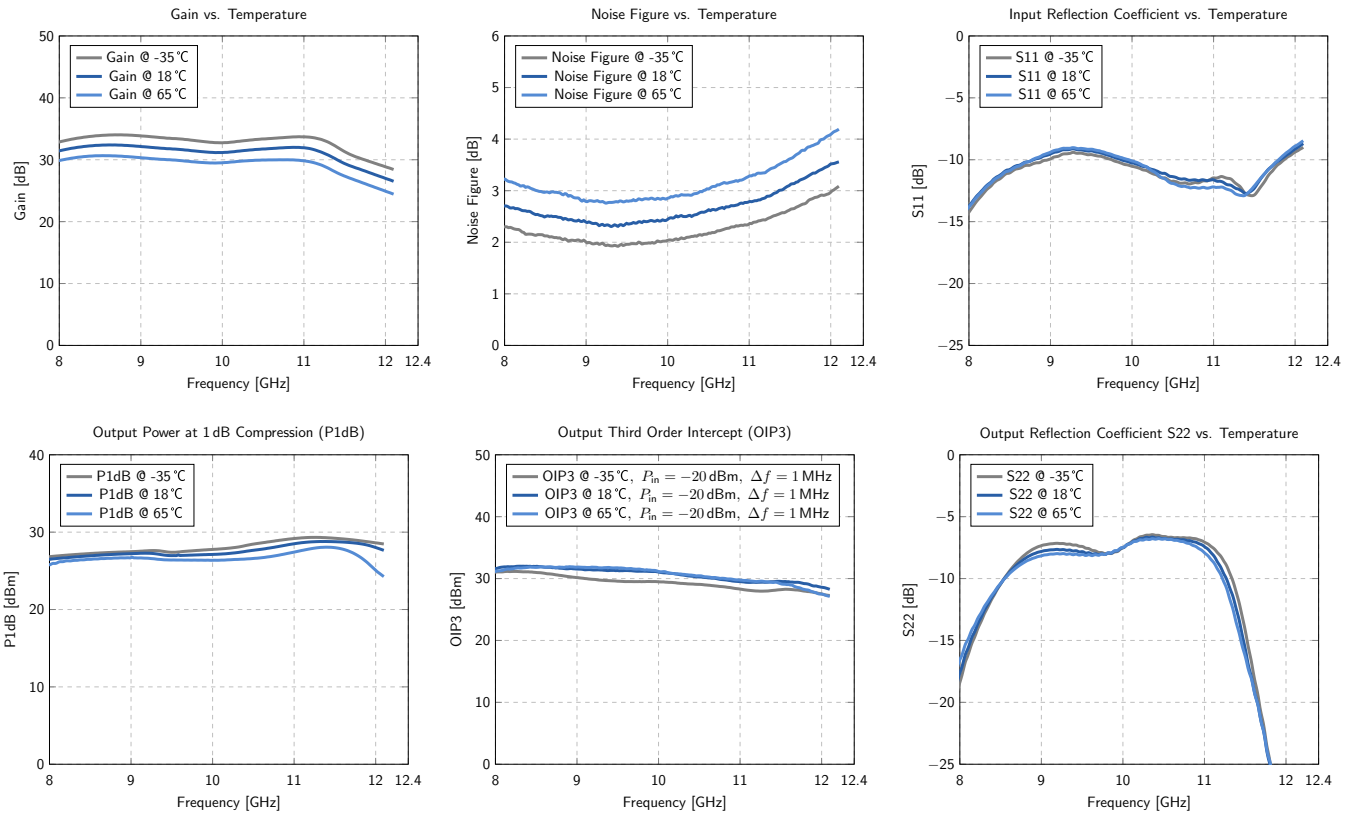 Gain vs. Temperature
50
40
30
20
10
0
8
9
10
11
12
12.4
Gain [dB]
Frequency [GHz]
Gain @ -35℃
Gain @ 18℃
Gain @ 65℃
Noise Figure vs. Temperature
6
5
4
3
2
1
0
8
9
10
11
12
12.4
Noise Figure [dB]
Frequency [GHz]
Noise Figure @ -35℃
Noise Figure @ 18℃
Noise Figure @ 65℃
Input Reflection Coefficient vs. Temperature
0
−5
−10
−15
−20
−25
8
9
10
11
12
12.4
S11 [dB]
Frequency [GHz]
S11 @ -35℃
S11 @ 18℃
S11 @ 65℃
Output Power at 1 dB Compression (P1dB)
40
30
20
10
0
8
9
10
11
12
12.4
P1dB [dBm]
Frequency [GHz]
P1dB @ -35℃
P1dB @ 18℃
P1dB @ 65℃
Output Third Order Intercept (OIP3)
50
40
30
20
10
0
8
9
10
11
12
12.4
OIP3 [dBm]
Frequency [GHz]
OIP3 @ -35℃, Pin = −20 dBm, Δf = 1 MHz
OIP3 @ 18℃, Pin = −20 dBm, Δf = 1 MHz
OIP3 @ 65℃, Pin = −20 dBm, Δf = 1 MHz
Output Reflection Coefficient S22 vs. Temperature
0
−5
−10
−15
−20
−25
8
9
10
11
12
12.4
S22 [dB]
Frequency [GHz]
S22 @ -35℃
S22 @ 18℃
S22 @ 65℃